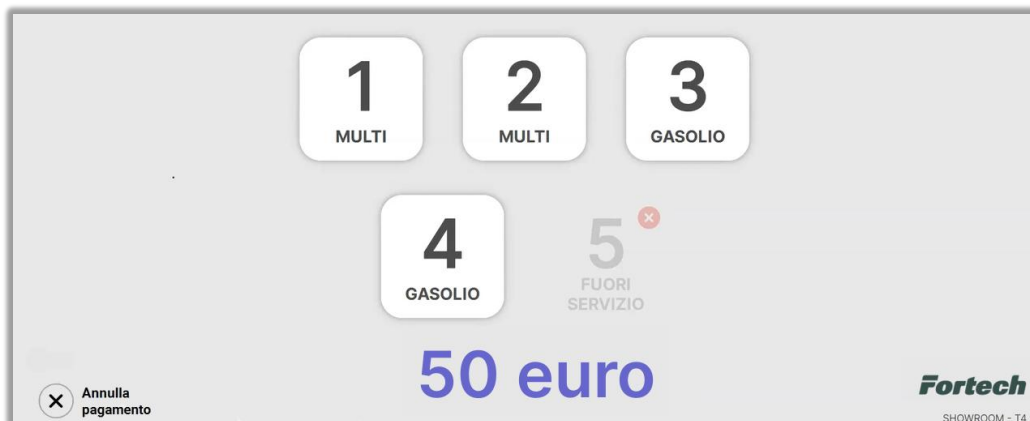 1
MULTI
2
MULTI
3
GASOLIO
4
GASOLIO
5
FUORI
SERVIZIO
50 euro
Annulla
pagamento
Fortech
SHOWROOM - T4